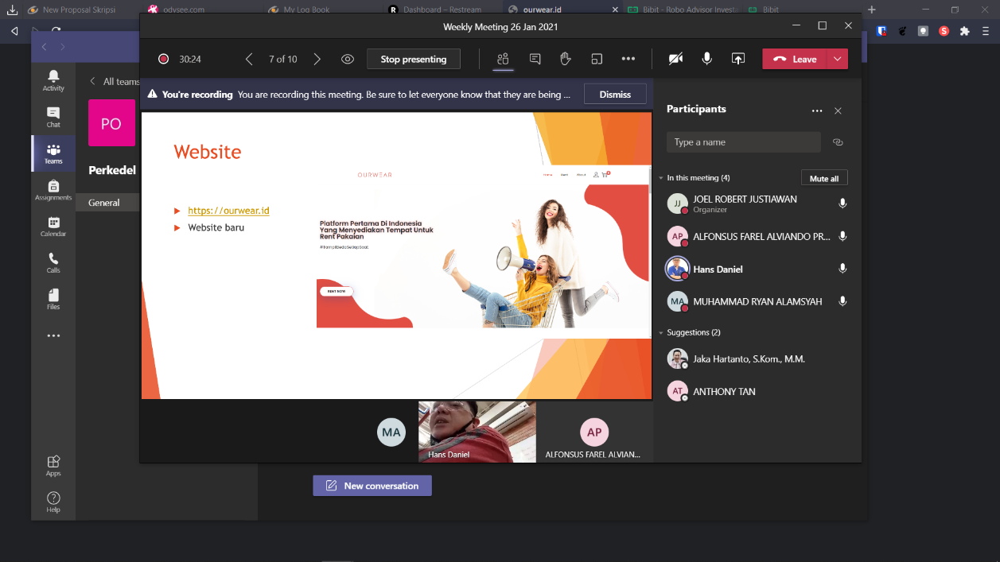 New Proposal Skripsi
odysee.com
My Log Book
R Dashboard – Restream
ourwear.id
Bibit - Robo Advisor Invest
Bibit
Weekly Meeting 26 Jan 2021
30:24
7 of 10
Stop presenting
Leave
You're recording You are recording this meeting. Be sure to let everyone know that they are being ...
Dismiss
Activity
Chat
Teams
Assignments
Calendar
Calls
Files
Apps
Help
All teams
PO
Perkedel
General
Website
https://ourwear.id
Website baru
OURWEAR
Home
About
Platform Pertama Di Indonesia
Yang Menyediakan Tempat Untuk
Rent Pakaian
#TampilBedaSetiapSaat
RENT NOW
MA
Hans Daniel
AP
ALFONSUS FAREL ALVIAN...
Participants
Type a name
In this meeting (4)
Mute all
JJ
JOEL ROBERT JUSTIAWAN
Organizer
AP
ALFONSUS FAREL ALVIANDO PR...
Hans Daniel
MA
MUHAMMAD RYAN ALAMSYAH
Suggestions (2)
Jaka Hartanto, S.Kom., M.M.
AT
ANTHONY TAN
New conversation